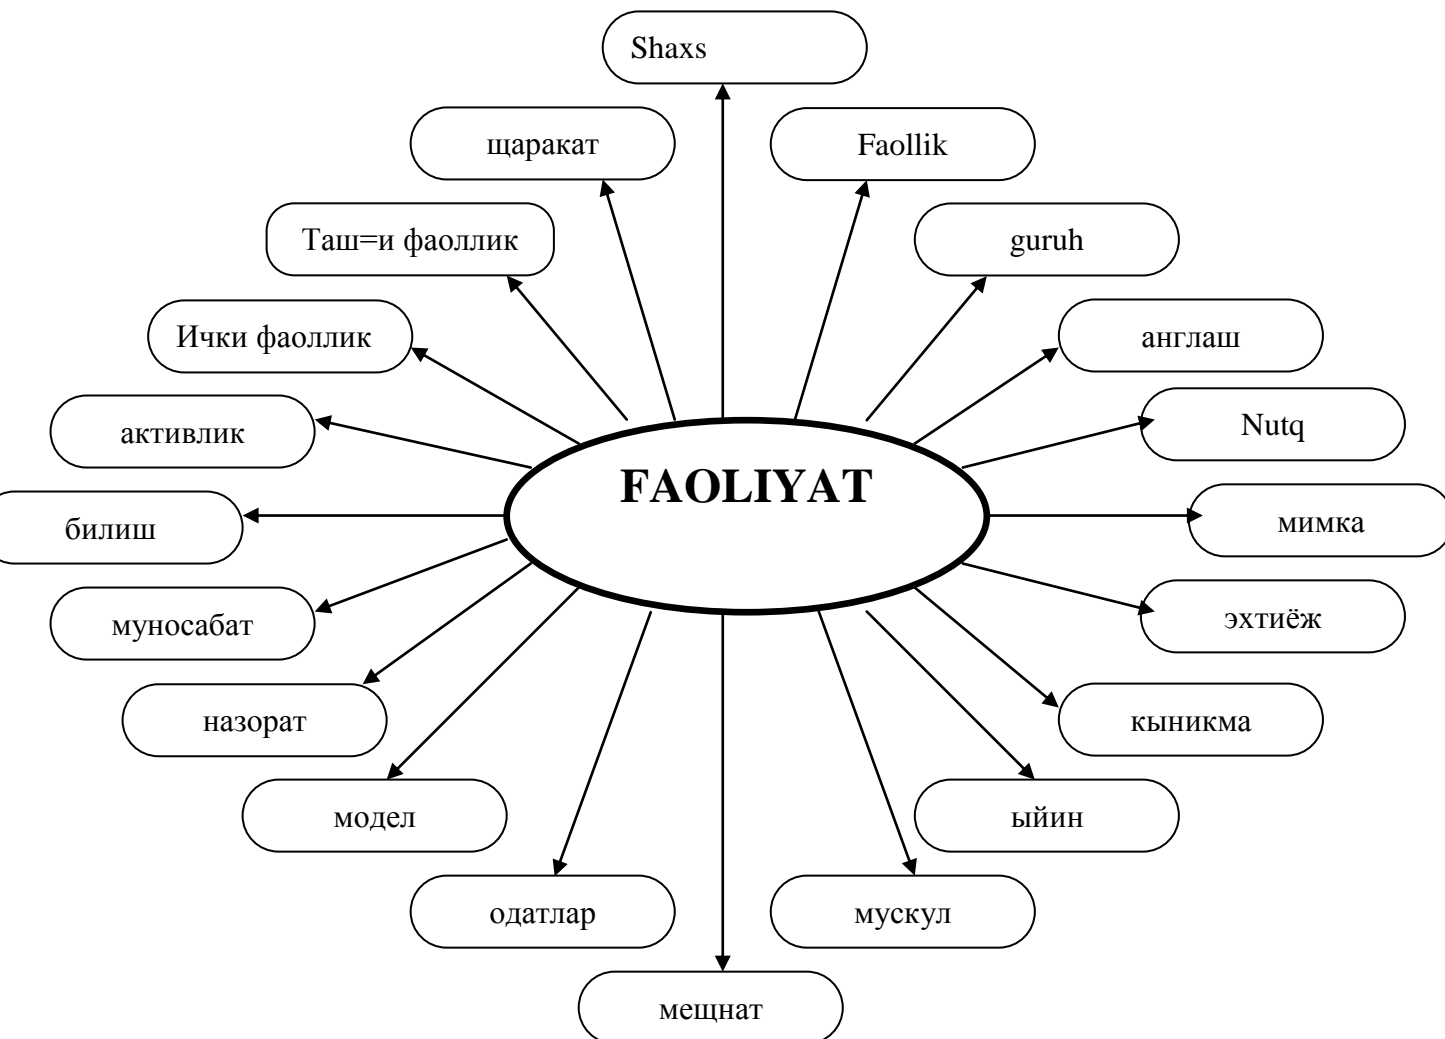 Shaxs
щаракат
Faollik
Таш=и фаоллик
guruh
Ички фаоллик
англаш
активлик
Nutq
FAOLIYAT
билиш
мимка
муносабат
эхтиёж
назорат
кыникма
модел
ыйин
одатлар
мускул
мещнат